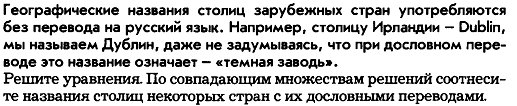 Географические названия столиц зарубежных стран употребляются
без перевода на русский язык. Например, столицу Ирландии – Dublin,
мы называем Дублин, даже не задумываясь, что при дословном пере-
воде это название означает – «темная заводь».
Решите уравнения. По совпадающим множествам решений соотнеси-
те названия столиц некоторых стран с их дословными переводами.